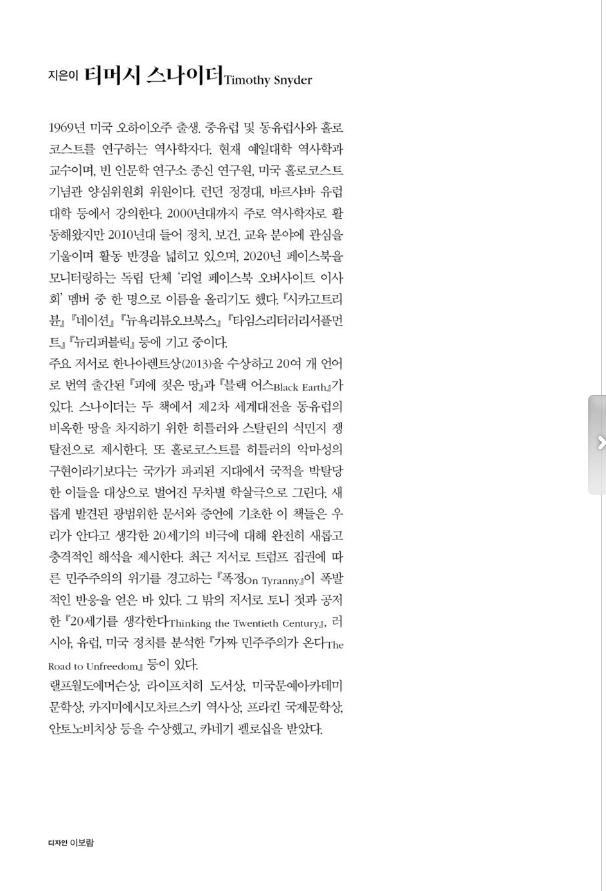 지은이 티머시 스나이더Timothy Snyder
1969년 미국 오하이오주 출생. 중유럽 및 동유럽사와 홀로
코스트를 연구하는 역사학자다. 현재 예일대학 역사학과
교수이며, 빈 인문학 연구소 종신 연구원, 미국 홀로코스트
기념관 양심위원회 위원이다. 런던 정경대, 바르샤바 유럽
대학 등에서 강의한다. 2000년대까지 주로 역사학자로 활
동해왔지만 2010년대 들어 정치, 보건, 교육 분야에 관심을
기울이며 활동 반경을 넓히고 있으며, 2020년 페이스북을
모니터링하는 독립 단체 ‘리얼 페이스북 오버사이트 이사
회’ 멤버 중 한 명으로 이름을 올리기도 했다. 『시카고트리
뷴』 『네이션』 『뉴욕리뷰오브북스』 『타임스리터러리서플먼
트』 『뉴리퍼블릭』 등에 기고 중이다.
주요 저서로 한나아렌트상(2013)을 수상하고 20여 개 언어
로 번역 출간된 『피에 젖은 땅』과 『블랙 어스Black Earth』가
있다. 스나이더는 두 책에서 제2차 세계대전을 동유럽의
비옥한 땅을 차지하기 위한 히틀러와 스탈린의 식민지 쟁
탈전으로 제시한다. 또 홀로코스트를 히틀러의 악마성의
구현이라기보다는 국가가 파괴된 지대에서 국적을 박탈당
한 이들을 대상으로 벌어진 무차별 학살극으로 그린다. 새
롭게 발견된 광범위한 문서와 증언에 기초한 이 책들은 우
리가 안다고 생각한 20세기의 비극에 대해 완전히 새롭고
충격적인 해석을 제시한다. 최근 저서로 트럼프 집권에 따
른 민주주의의 위기를 경고하는 『폭정On Tyranny』이 폭발
적인 반응을 얻은 바 있다. 그 밖의 저서로 토니 젓과 공저
한 『20세기를 생각한다Thinking the Twentieth Century』, 러
시아, 유럽, 미국 정치를 분석한 『가짜 민주주의가 온다The
Road to Unfreedom』 등이 있다.
랠프월도에머슨상, 라이프치히 도서상, 미국문예아카데미
문학상, 카지미에시모차르스키 역사상, 프라킨 국제문학상,
안토노비치상 등을 수상했고, 카네기 펠로십을 받았다.
디자인 이보람